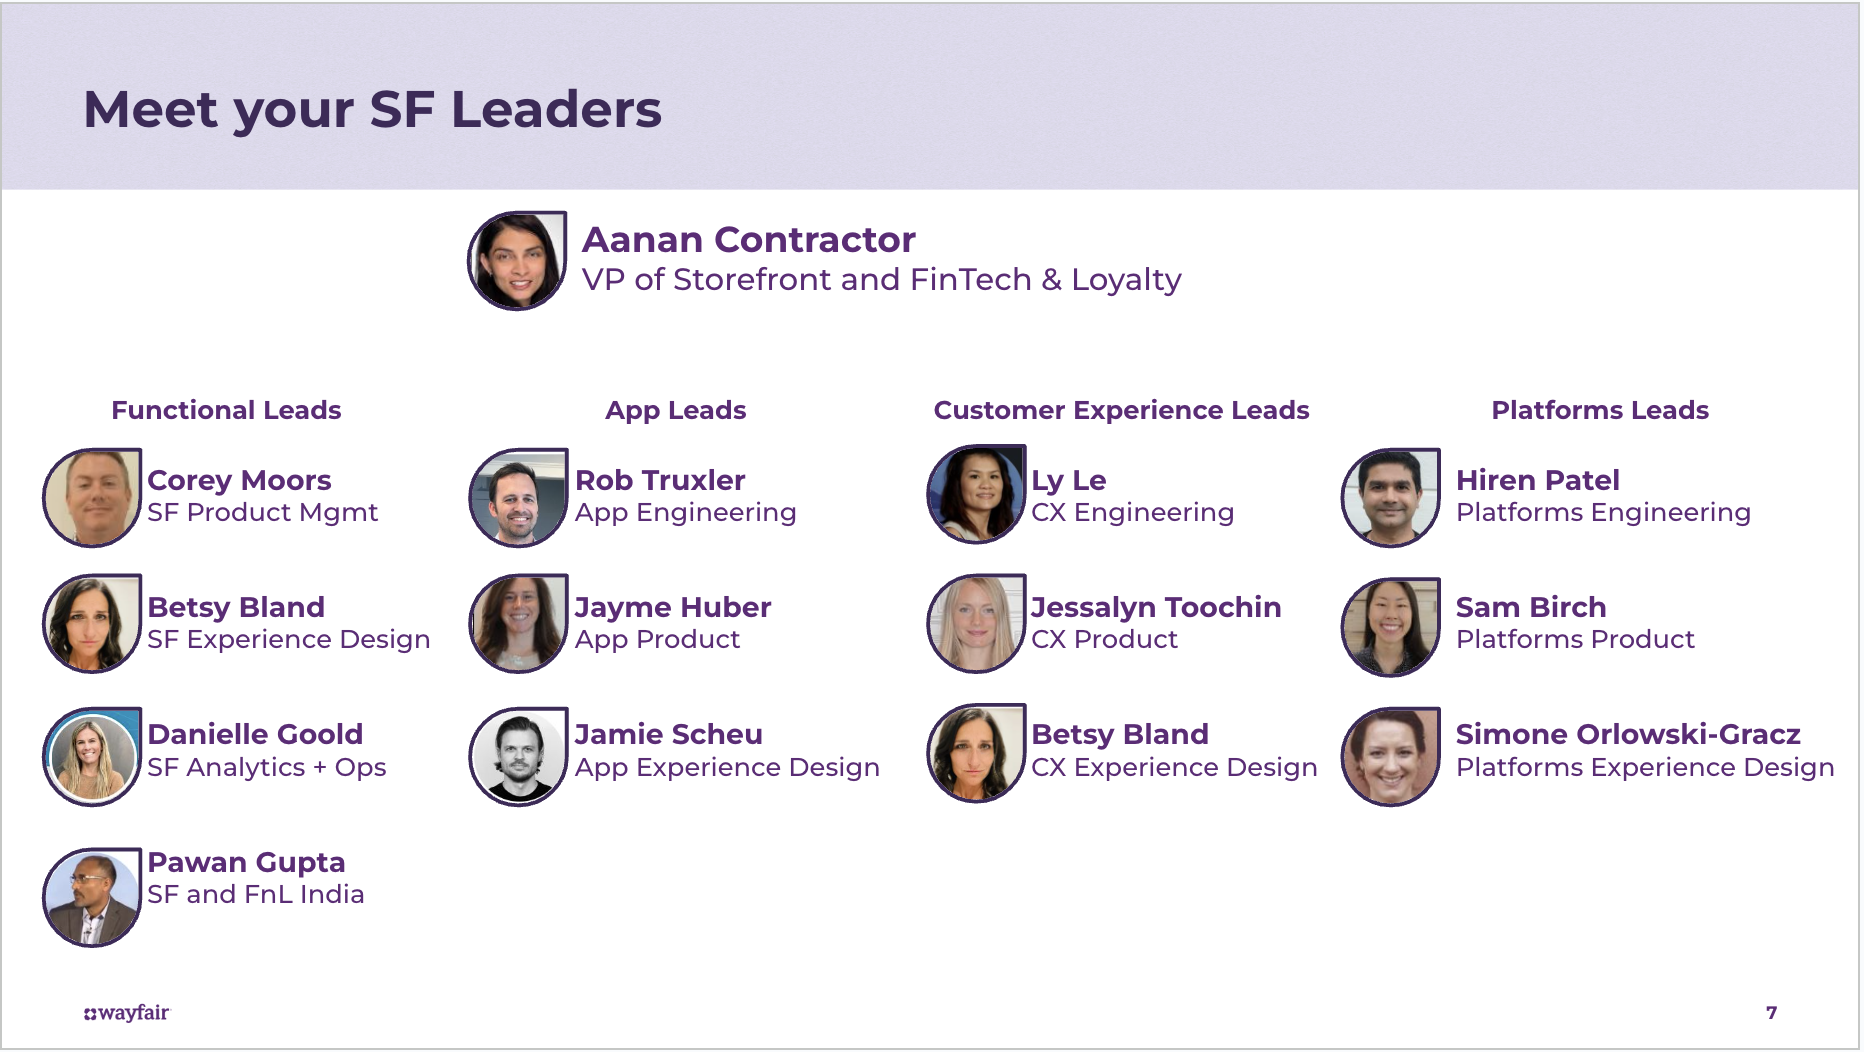 Meet your SF Leaders
Aanan Contractor
VP of Storefront and FinTech & Loyalty
Functional Leads
Corey Moors
SF Product Mgmt
Betsy Bland
SF Experience Design
Danielle Goold
SF Analytics + Ops
Pawan Gupta
SF and FnL India
App Leads
Rob Truxler
App Engineering
Jayme Huber
App Product
Jamie Scheu
App Experience Design
Customer Experience Leads
Ly Le
CX Engineering
Jessalyn Toochin
CX Product
Betsy Bland
CX Experience Design
Platforms Leads
Hiren Patel
Platforms Engineering
Sam Birch
Platforms Product
Simone Orlowski-Gracz
Platforms Experience Design
wayfair
7